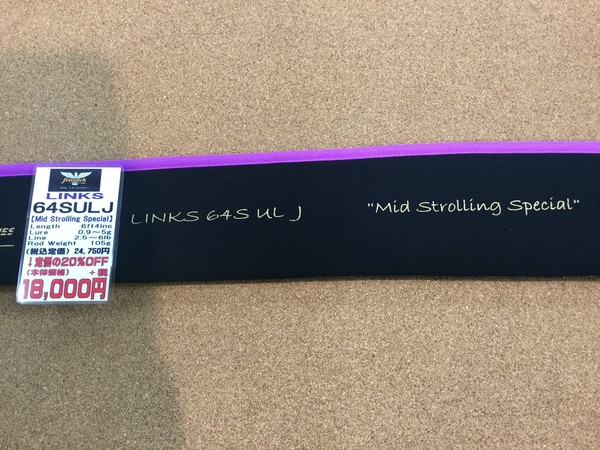 Fenwick
LINKS
64SULJ
【Mid Strolling Special】
Length 6ft4inc
Lure 0.9~5g
Line 2.5~6lb
Rod Weight 105g
(税込定価) 24,750円
↓定価の20%OFF
(本体価格) +税
18,000円
LINKS 64S UL J
"Mid Strolling Special"